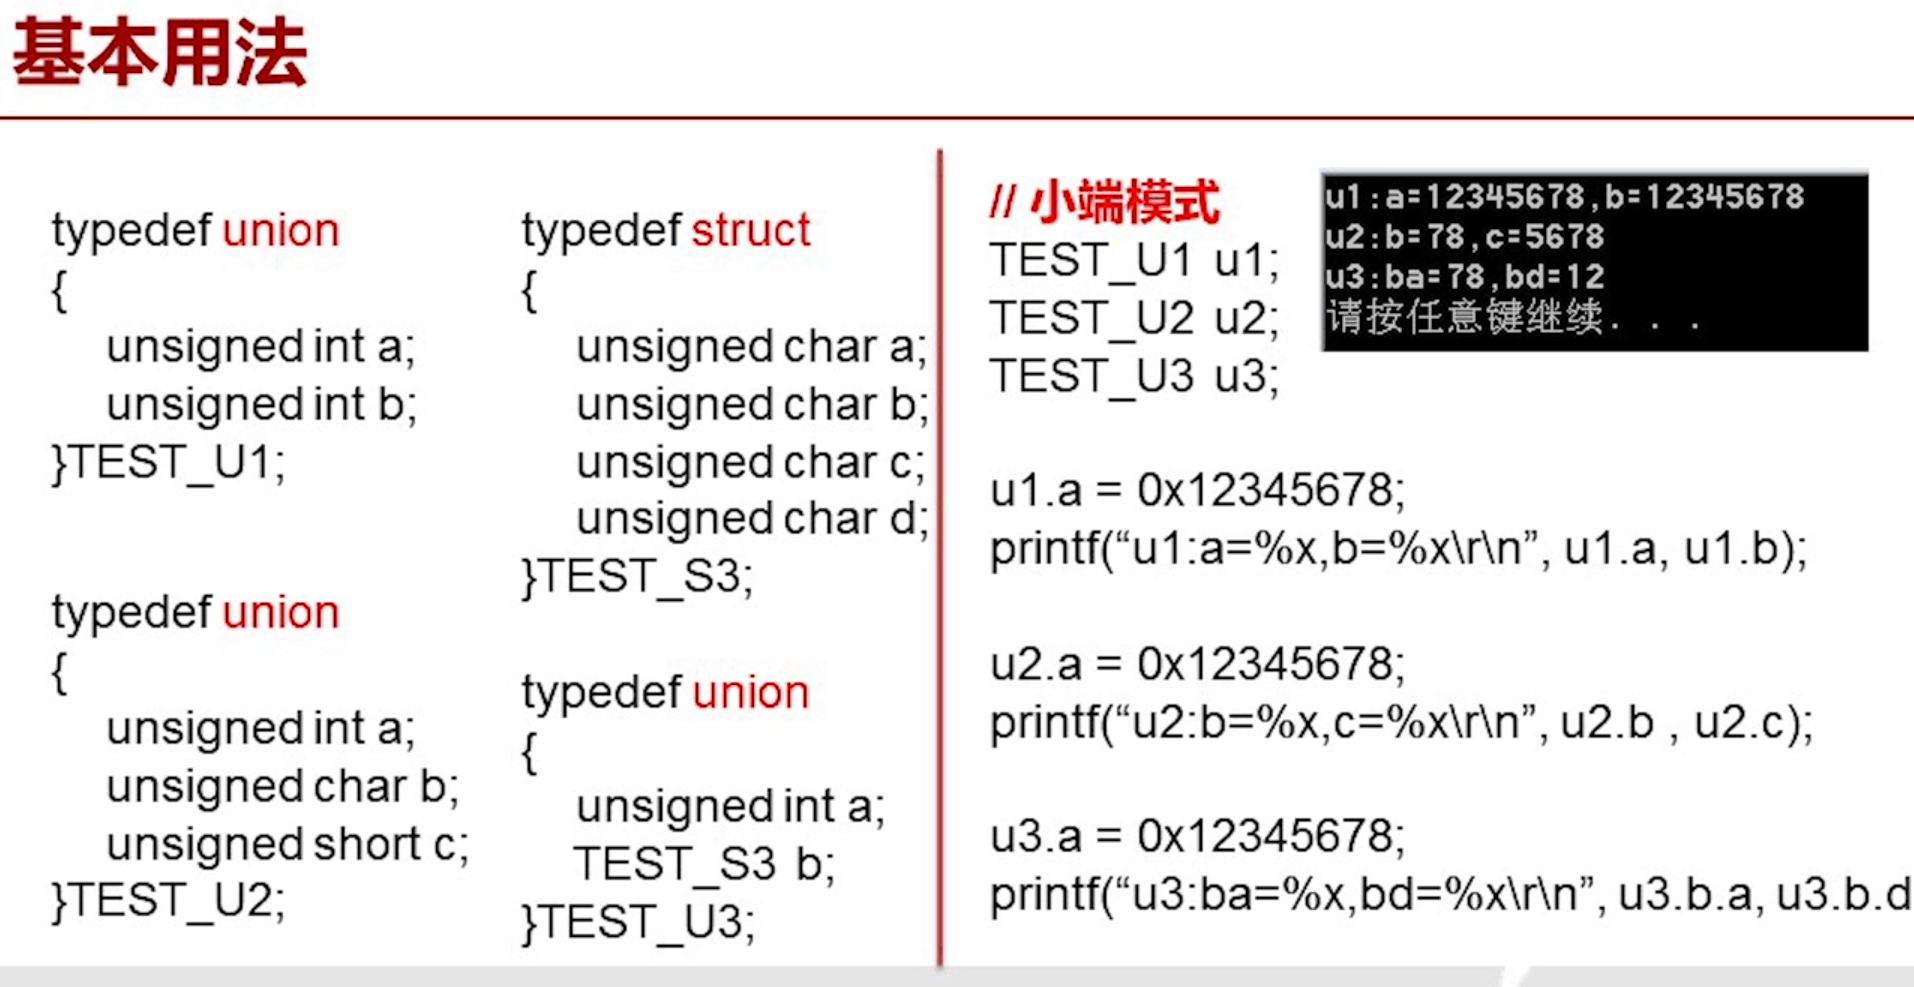 基本用法
typedef union
{
unsigned int a;
unsigned int b;
}TEST_U1;
typedef union
{
unsigned int a;
unsigned char b;
unsigned short c;
}TEST_U2;
typedef struct
{
unsigned char a;
unsigned char b;
unsigned char c;
unsigned char d;
}TEST_S3;
typedef union
{
unsigned int a;
TEST_S3 b;
}TEST_U3;
// 小端模式
TEST_U1 u1;
TEST_U2 u2;
TEST_U3 u3;
u1.a = 0x12345678;
printf(“u1:a=%x,b=%x\r\n”, u1.a, u1.b);
u2.a = 0x12345678;
printf(“u2:b=%x,c=%x\r\n”, u2.b , u2.c);
u3.a = 0x12345678;
printf(“u3:ba=%x,bd=%x\r\n”, u3.b.a, u3.b.d
u1:a=12345678,b=12345678
u2:b=78,c=5678
u3:ba=78,bd=12
请按任意键继续. . .